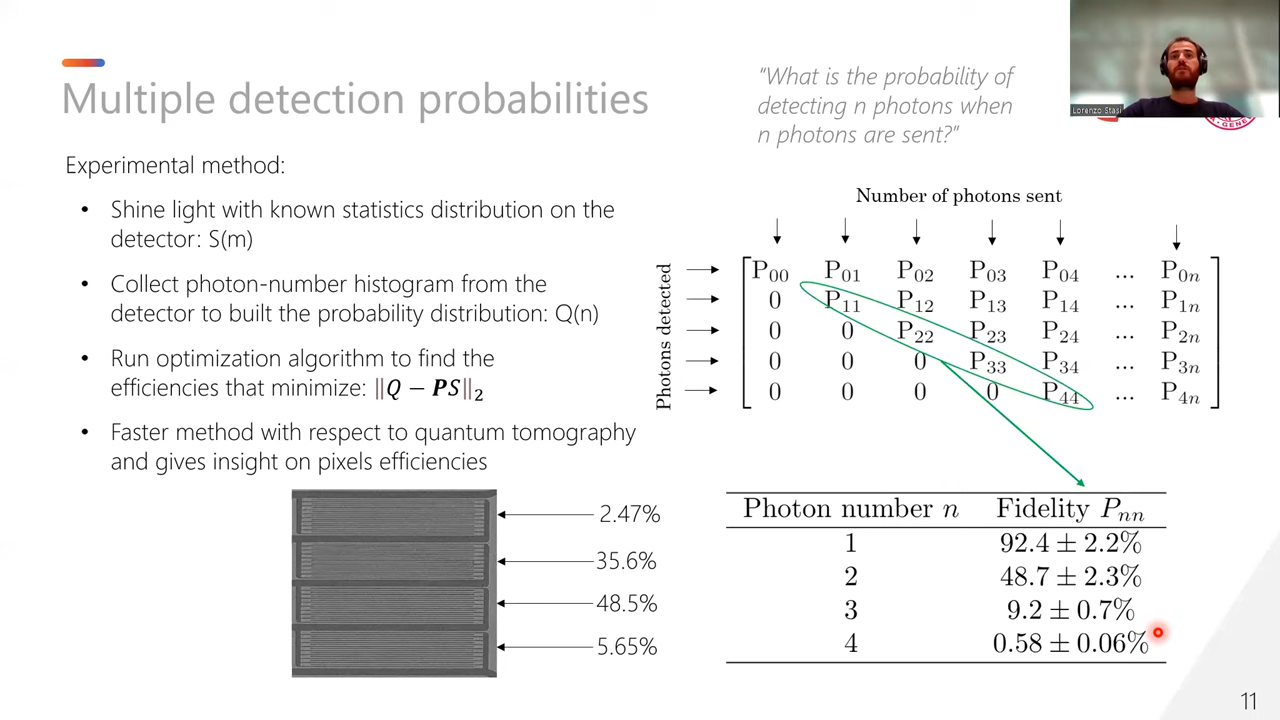 Multiple detection probabilities
"What is the probability of
detecting n photons when
n photons are sent?"
Lorenzo Stasi
Experimental method:
• Shine light with known statistics distribution on the
detector: S(m)
• Collect photon-number histogram from the
detector to built the probability distribution: Q(n)
• Run optimization algorithm to find the
efficiencies that minimize: ‖Q − PS‖₂
• Faster method with respect to quantum tomography
and gives insight on pixels efficiencies
2.47%
35.6%
48.5%
5.65%
Number of photons sent
Photons detected
P₀₀ P₀₁ P₀₂ P₀₃ P₀₄ ... P₀ₙ
0 P₁₁ P₁₂ P₁₃ P₁₄ ... P₁ₙ
0 0 P₂₂ P₂₃ P₂₄ ... P₂ₙ
0 0 0 P₃₃ P₃₄ ... P₃ₙ
0 0 0 0 P₄₄ ... P₄ₙ
Photon number n Fidelity Pₙₙ
1 92.4 ± 2.2%
2 48.7 ± 2.3%
3 9.2 ± 0.7%
4 0.58 ± 0.06%
11